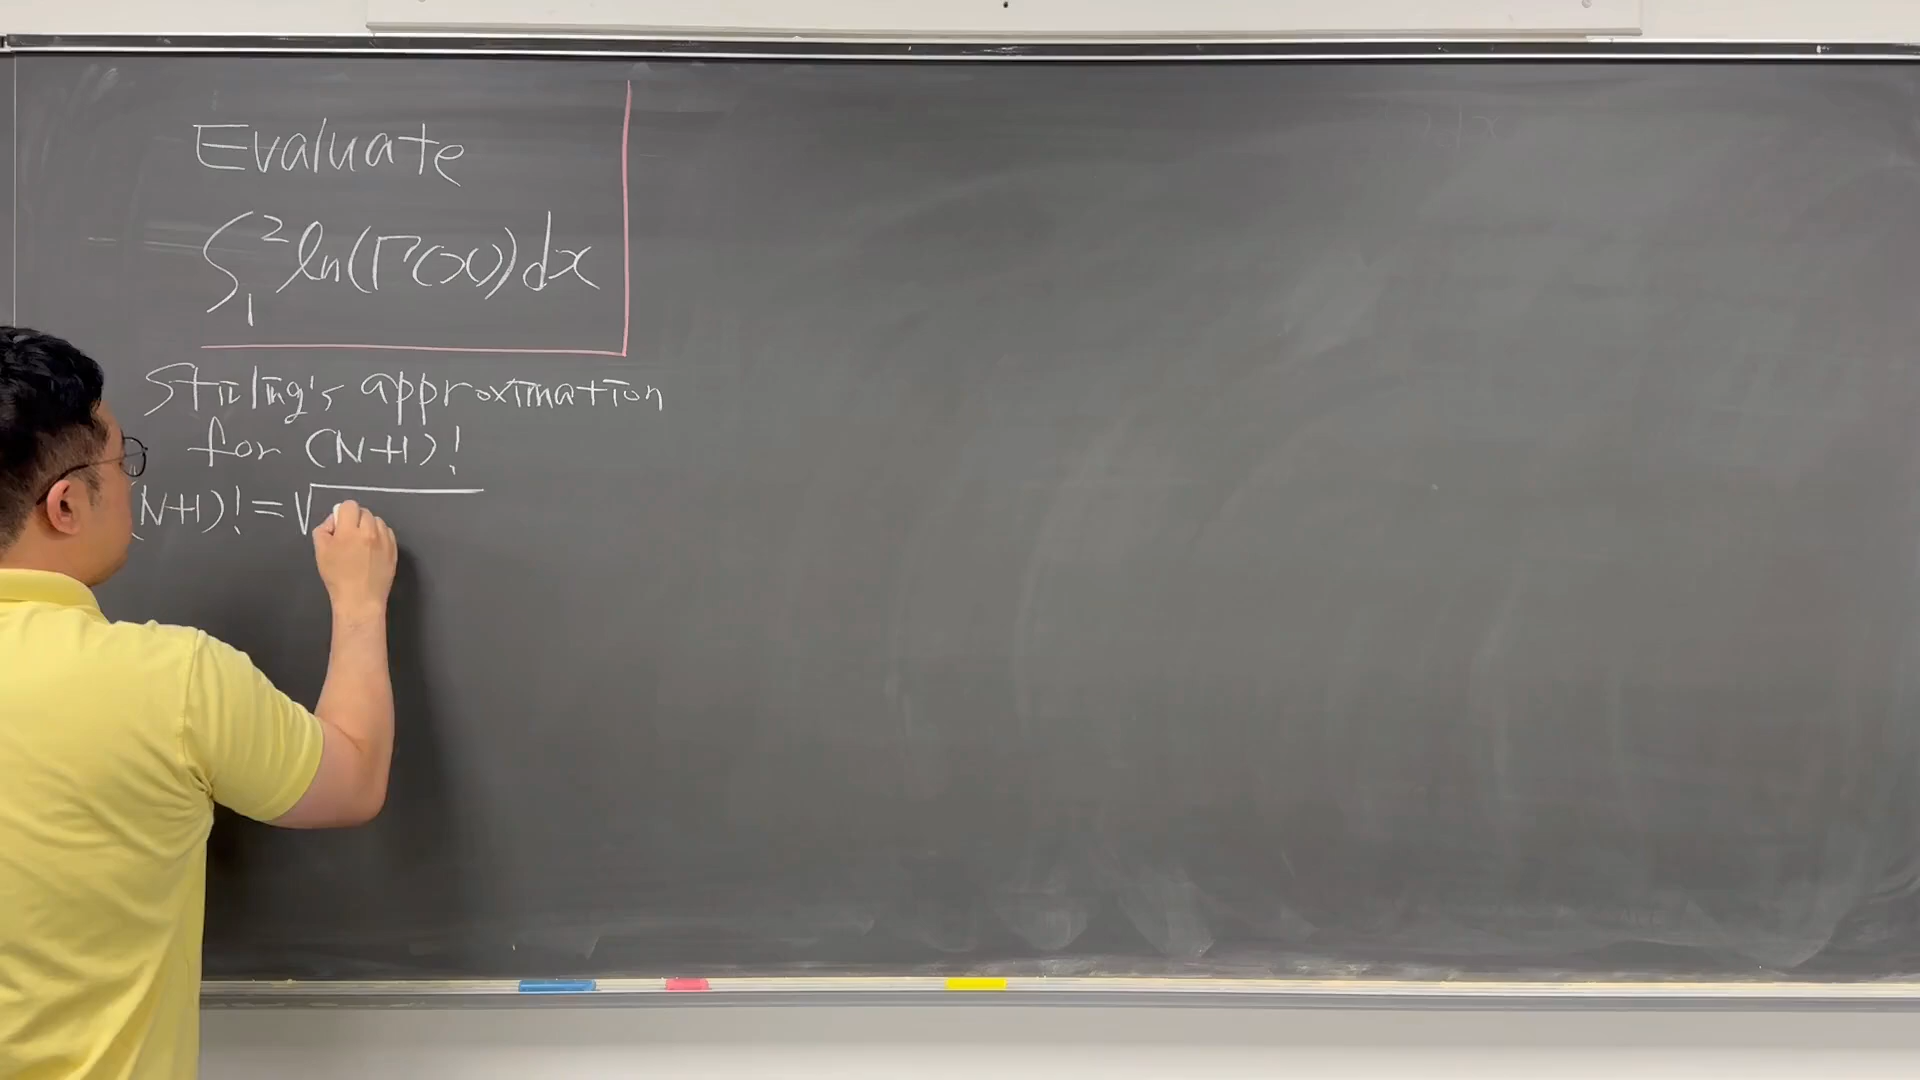 Evaluate
∫₁² ln(Γ(x))dx
Stirling's approximation
for (N+1)!
(N+1)! = √